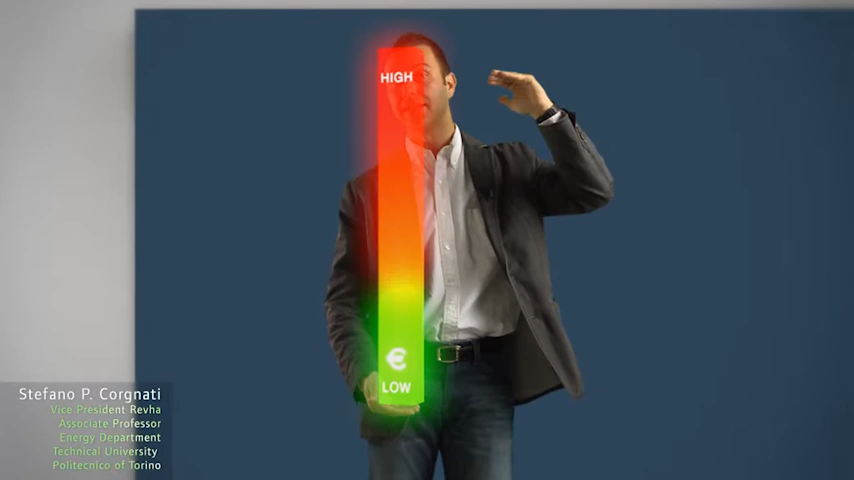 HIGH
€
LOW
Stefano P. Corgnati
Vice President Revha
Associate Professor
Energy Department
Technical University
Politecnico of Torino